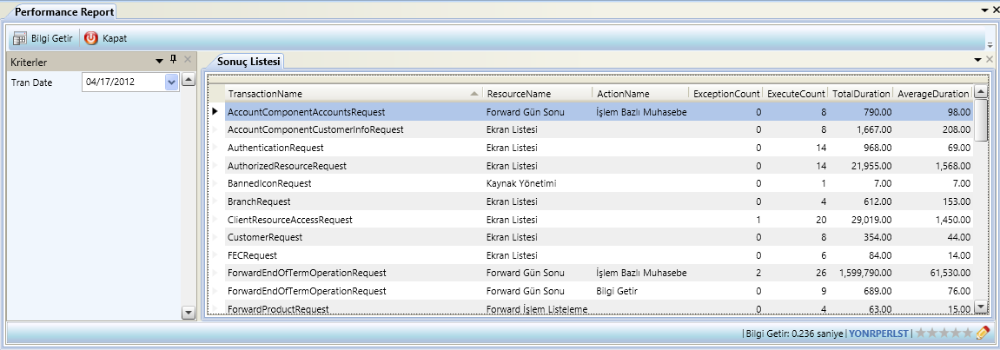 Performance Report
Bilgi Getir Kapat
Kriterler
Tran Date 04/17/2012
Sonuç Listesi
TransactionName ResourceName ActionName ExceptionCount ExecuteCount TotalDuration AverageDuration
AccountComponentAccountsRequest Forward Gün Sonu İşlem Bazlı Muhasebe 0 8 790.00 98.00
AccountComponentCustomerInfoRequest Ekran Listesi 0 8 1,667.00 208.00
AuthenticationRequest Ekran Listesi 0 14 968.00 69.00
AuthorizedResourceRequest Ekran Listesi 0 14 21,955.00 1,568.00
BannedIconRequest Kaynak Yönetimi 0 1 7.00 7.00
BranchRequest Ekran Listesi 0 4 612.00 153.00
ClientResourceAccessRequest Ekran Listesi 1 20 29,019.00 1,450.00
CustomerRequest Ekran Listesi 0 8 354.00 44.00
FECRequest Ekran Listesi 0 6 84.00 14.00
ForwardEndOfTermOperationRequest Forward Gün Sonu İşlem Bazlı Muhasebe 2 26 1,599,790.00 61,530.00
ForwardEndOfTermOperationRequest Forward Gün Sonu Bilgi Getir 0 9 689.00 76.00
ForwardProductRequest Forward İşlem Listeleme 0 4 63.00 15.00
| Bilgi Getir: 0.236 saniye | YONRPERLST |